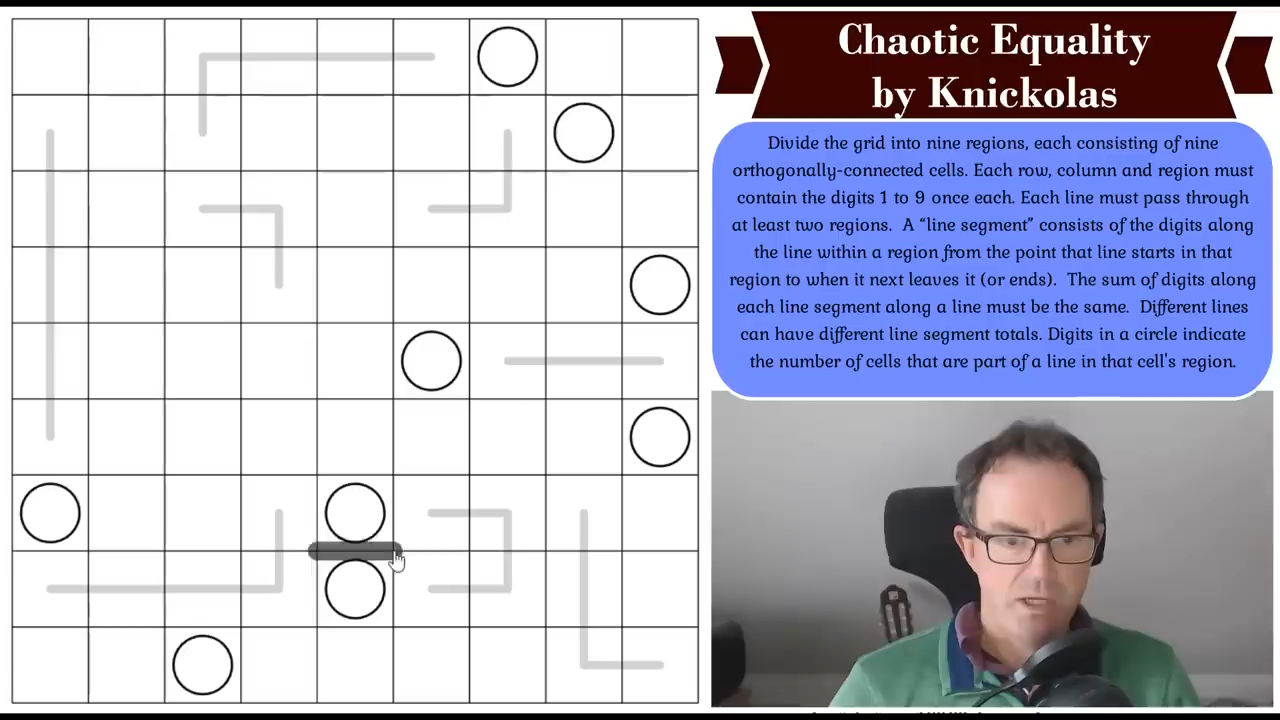 Chaotic Equality
by Knickolas
Divide the grid into nine regions, each consisting of nine
orthogonally-connected cells. Each row, column and region must
contain the digits 1 to 9 once each. Each line must pass through
at least two regions. A “line segment” consists of the digits along
the line within a region from the point that line starts in that
region to when it next leaves it (or ends). The sum of digits along
each line segment along a line must be the same. Different lines
can have different line segment totals. Digits in a circle indicate
the number of cells that are part of a line in that cell's region.